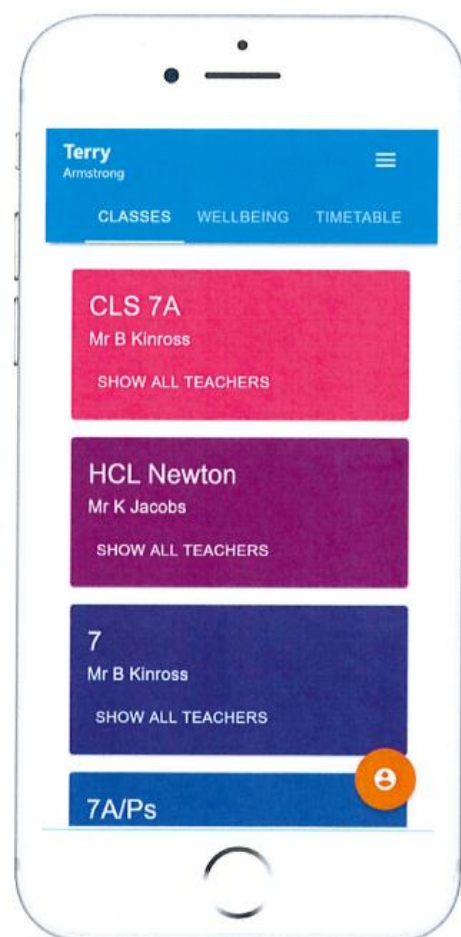 Terry
Armstrong
CLASSES WELLBEING TIMETABLE
CLS 7A
Mr B Kinross
SHOW ALL TEACHERS
HCL Newton
Mr K Jacobs
SHOW ALL TEACHERS
7
Mr B Kinross
SHOW ALL TEACHERS
7A/Ps